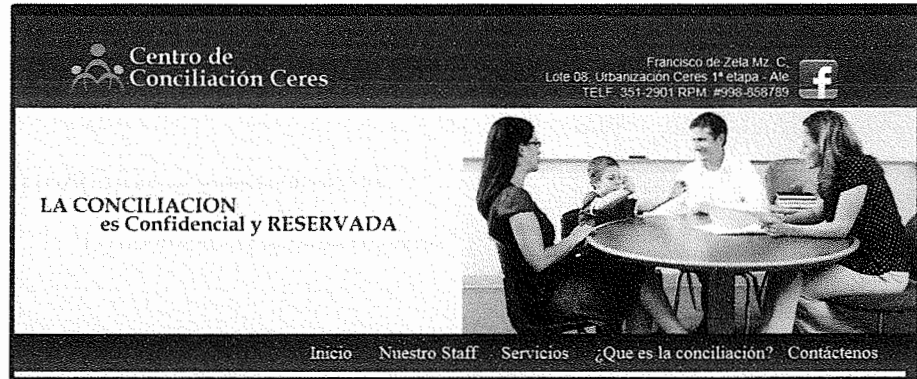 Centro de
Conciliación Ceres
Francisco de Zela Mz. C,
Lote 08, Urbanización Ceres 1ª etapa - Ate
TELF. 351-2901 RPM. #998-858789
f
LA CONCILIACION
es Confidencial y RESERVADA
Inicio Nuestro Staff Servicios ¿Que es la conciliación? Contáctenos